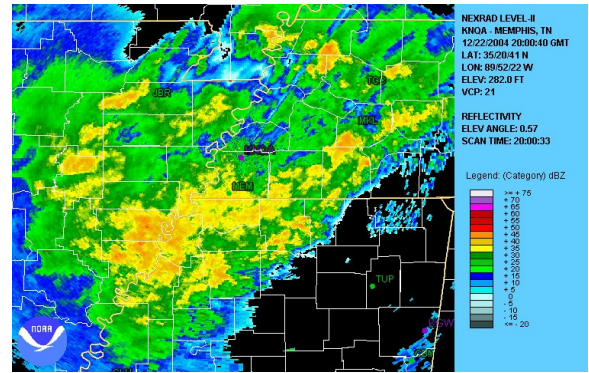 NEXRAD LEVEL-II
KNQA - MEMPHIS, TN
12/22/2004 20:00:40 GMT
LAT: 35/20/41 N
LON: 89/52/22 W
ELEV: 282.0 FT
VCP: 21
REFLECTIVITY
ELEV ANGLE: 0.57
SCAN TIME: 20:00:33
Legend: (Category) dBZ
>= + 75
+ 70
+ 65
+ 60
+ 55
+ 50
+ 45
+ 40
+ 35
+ 30
+ 25
+ 20
+ 15
+ 10
+ 5
0
- 5
- 10
- 15
<= - 20
JBR
TGC
MKL
MEM
TUP
NOAA